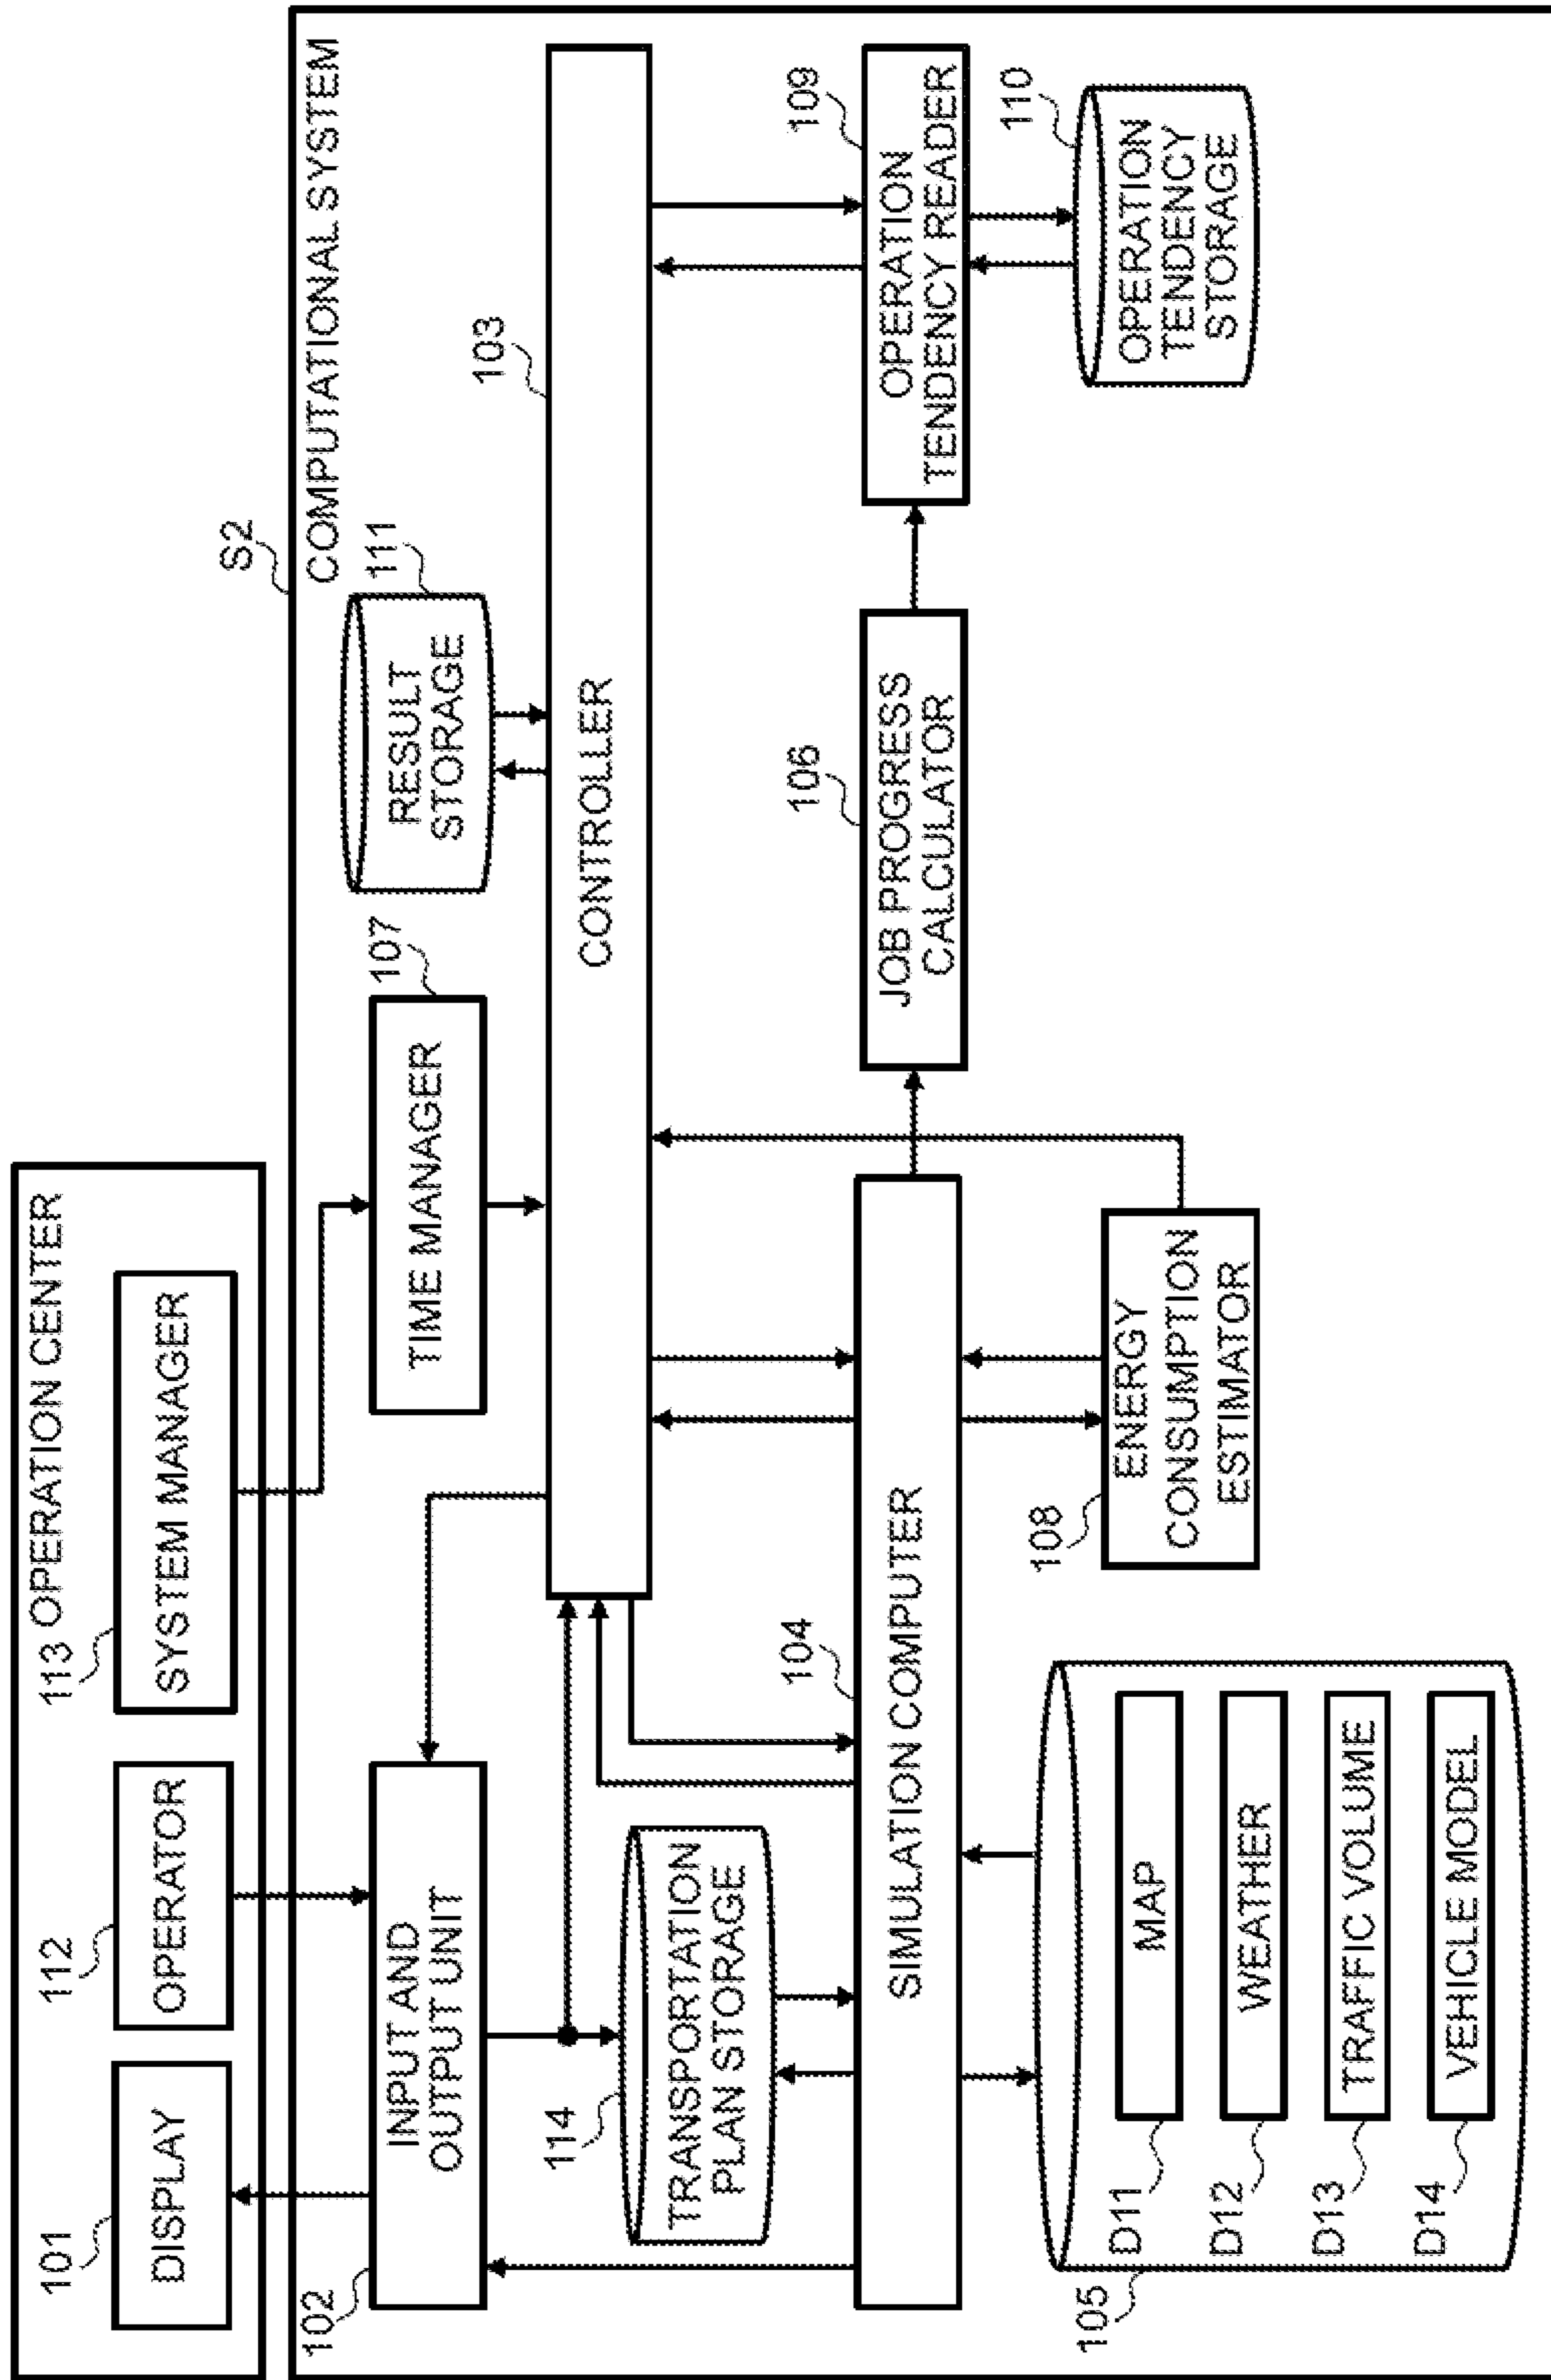 OPERATION CENTER
101
DISPLAY
112
OPERATOR
113
SYSTEM MANAGER
S2
COMPUTATIONAL SYSTEM
102
INPUT AND
OUTPUT UNIT
107
TIME MANAGER
111
RESULT
STORAGE
103
CONTROLLER
114
TRANSPORTATION
PLAN STORAGE
104
SIMULATION COMPUTER
106
JOB PROGRESS
CALCULATOR
109
OPERATION
TENDENCY READER
110
OPERATION
TENDENCY
STORAGE
105
D11
MAP
D12
WEATHER
D13
TRAFFIC VOLUME
D14
VEHICLE MODEL
108
ENERGY
CONSUMPTION
ESTIMATOR